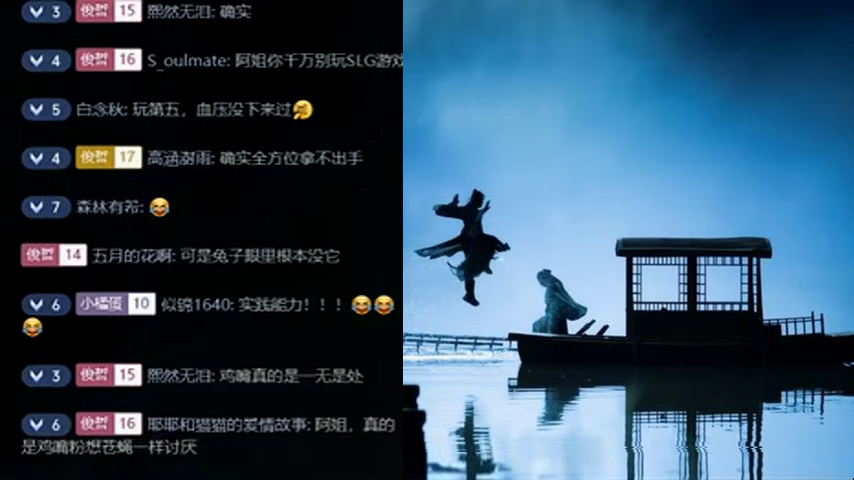 3 俊哲 15 熙然无泪: 确实
4 俊哲 16 S_oulmate: 阿姐你千万别玩SLG游戏
5 白念秋: 玩第五，血压没下来过
4 俊哲 17 高涵澍雨: 确实全方位拿不出手
7 森林有希:
俊哲 14 五月的花啊: 可是兔子眼里根本没它
6 小橘蛋 10 似锦1640: 实践能力！！！
3 俊哲 15 熙然无泪: 鸡嘴真的是一无是处
6 俊哲 16 耶耶和猫猫的爱情故事: 阿姐，真的
是鸡嘴粉想苍蝇一样讨厌